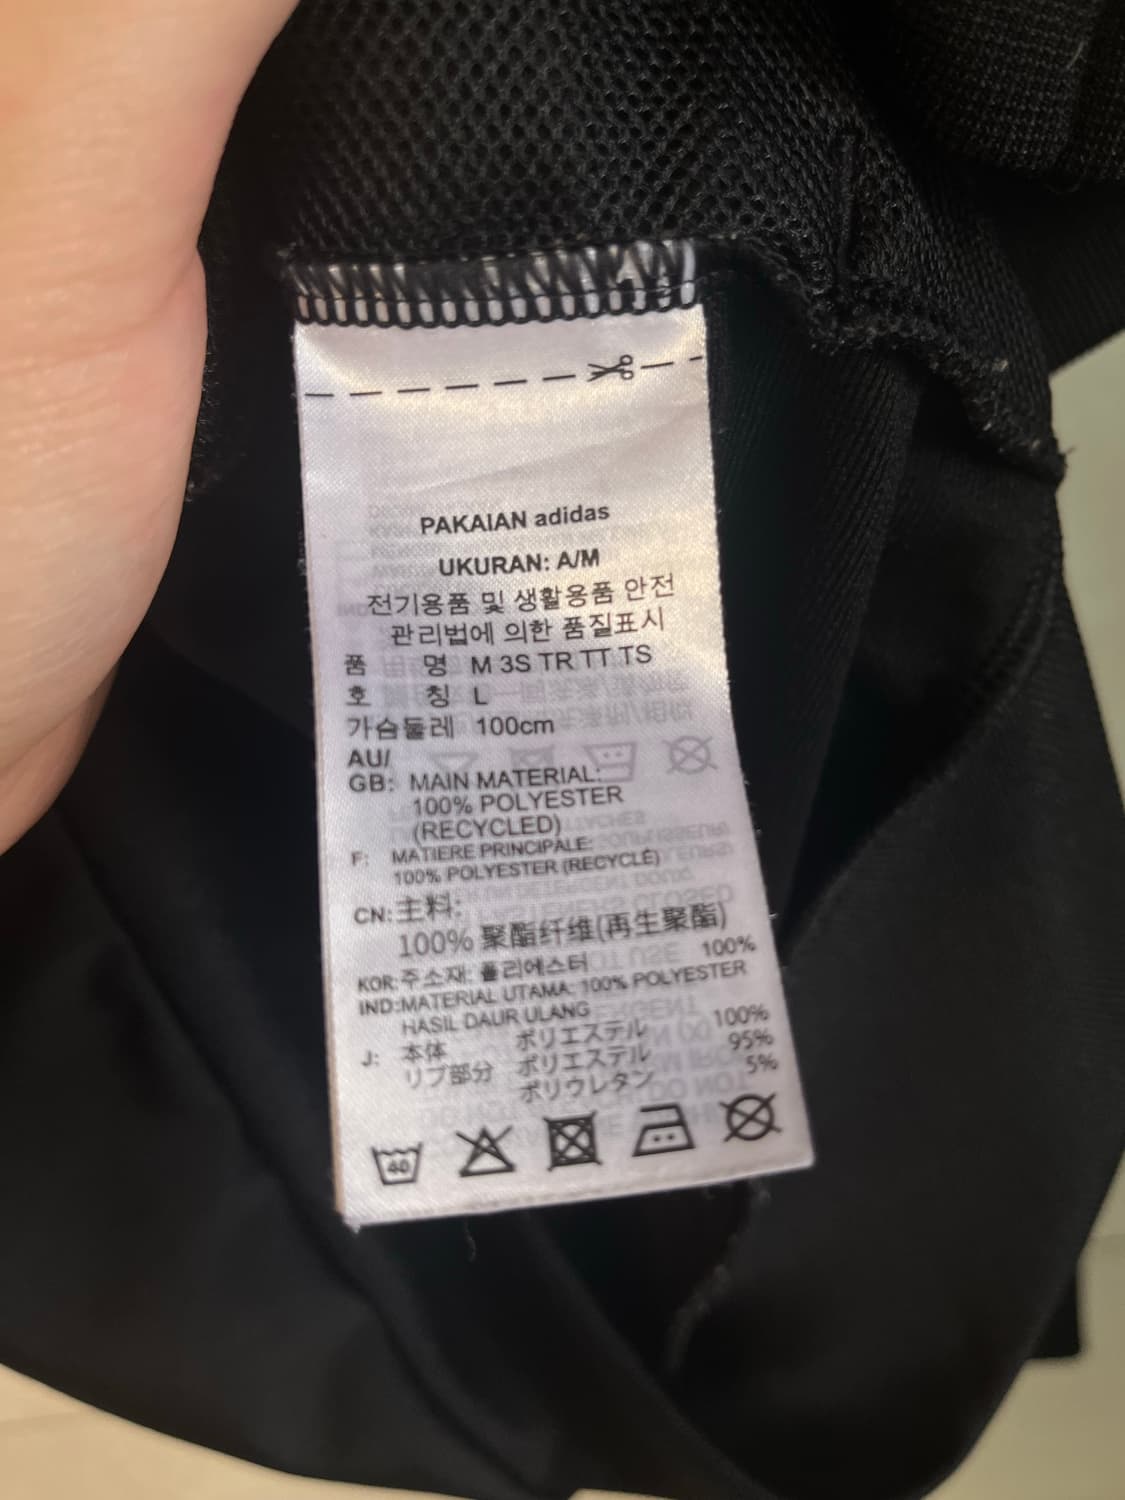 PAKAIAN adidas
UKURAN: A/M
전기용품 및 생활용품 안전
관리법에 의한 품질표시
품 명 M 3S TR TT TS
호 칭 L
가슴둘레 100cm
AU/
GB: MAIN MATERIAL:
100% POLYESTER
(RECYCLED)
F: MATIERE PRINCIPALE:
100% POLYESTER (RECYCLÉ)
CN: 主料:
100% 聚酯纤维(再生聚酯)
KOR: 주소재: 폴리에스터 100%
IND: MATERIAL UTAMA: 100% POLYESTER
HASIL DAUR ULANG
J: 本体 ポリエステル 100%
リブ部分 ポリエステル 95%
ポリウレタン 5%
40